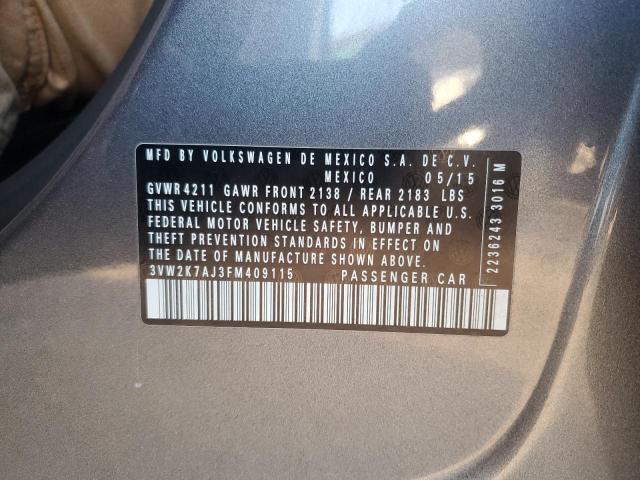 MFD BY VOLKSWAGEN DE MEXICO S.A. DE C.V.
MEXICO 05/15
GVWR 4211 GAWR FRONT 2138 / REAR 2183 LBS
THIS VEHICLE CONFORMS TO ALL APPLICABLE U.S.
FEDERAL MOTOR VEHICLE SAFETY, BUMPER AND
THEFT PREVENTION STANDARDS IN EFFECT ON
THE DATE OF MANUFACTURE SHOWN ABOVE.
3VW2K7AJ3FM409115 PASSENGER CAR
2236243 3016 M